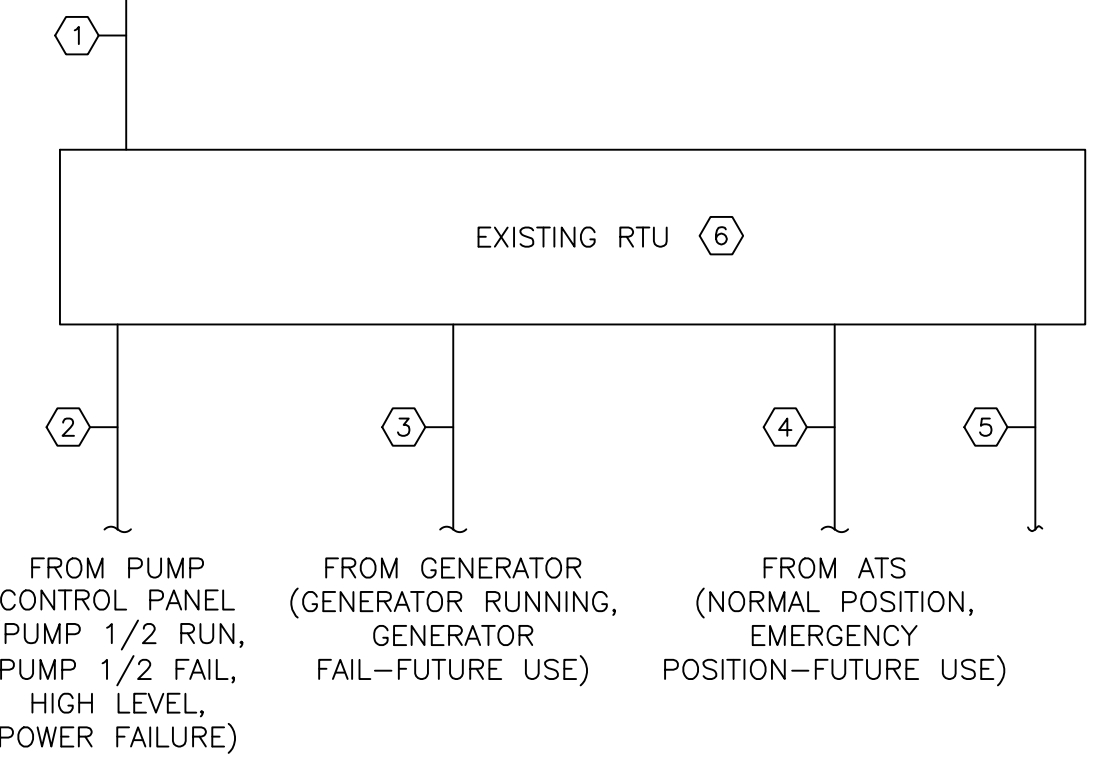 1
EXISTING RTU 6
2
3
4
5
FROM PUMP
CONTROL PANEL
PUMP 1/2 RUN,
PUMP 1/2 FAIL,
HIGH LEVEL,
POWER FAILURE)
FROM GENERATOR
(GENERATOR RUNNING,
GENERATOR
FAIL–FUTURE USE)
FROM ATS
(NORMAL POSITION,
EMERGENCY
POSITION–FUTURE USE)